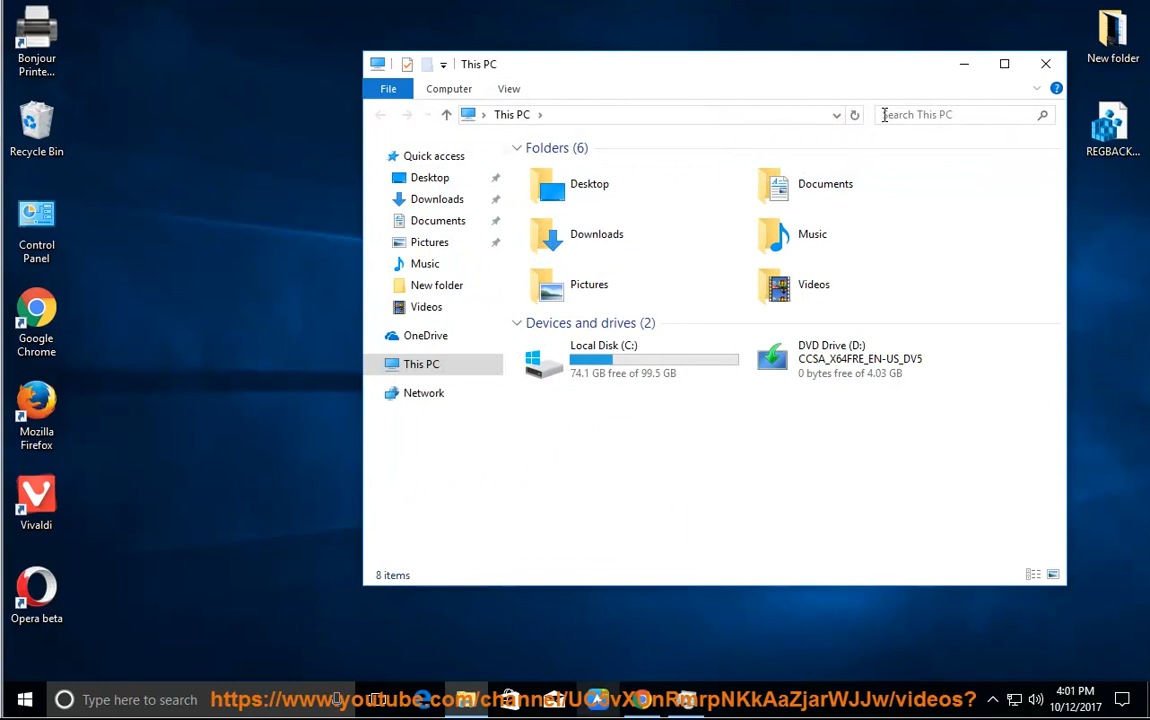 Bonjour
Printe...
Recycle Bin
Control
Panel
Google
Chrome
Mozilla
Firefox
Vivaldi
Opera beta
New folder
REGBACK...
This PC
File
Computer
View
This PC
Search This PC
Quick access
Desktop
Downloads
Documents
Pictures
Music
New folder
Videos
OneDrive
This PC
Network
Folders (6)
Desktop
Documents
Downloads
Music
Pictures
Videos
Devices and drives (2)
Local Disk (C:)
74.1 GB free of 99.5 GB
DVD Drive (D:)
CCSA_X64FRE_EN-US_DV5
0 bytes free of 4.03 GB
8 items
Type here to search
4:01 PM
10/12/2017